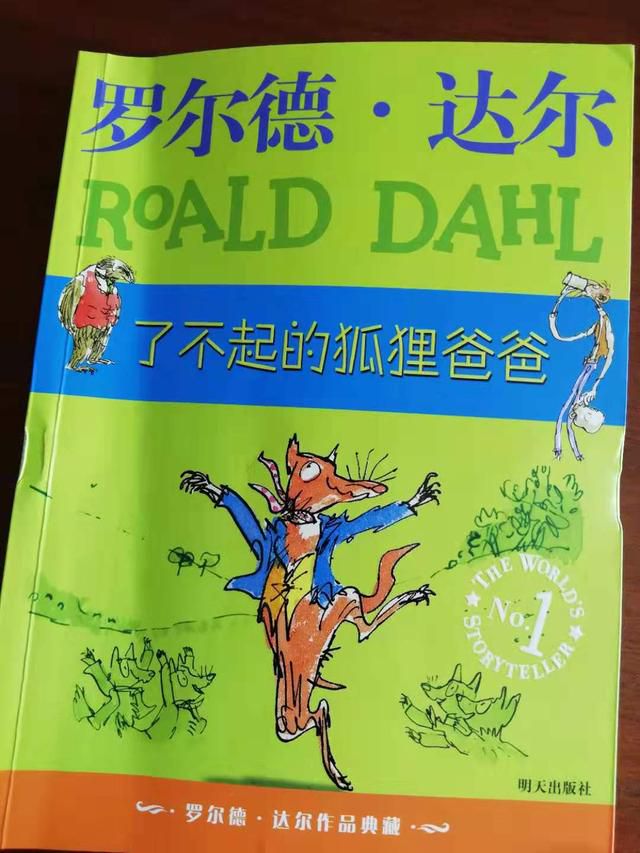 罗尔德·达尔
ROALD DAHL
了不起的狐狸爸爸
THE WORLD'S
No.1
STORYTELLER
明天出版社
罗尔德·达尔作品典藏